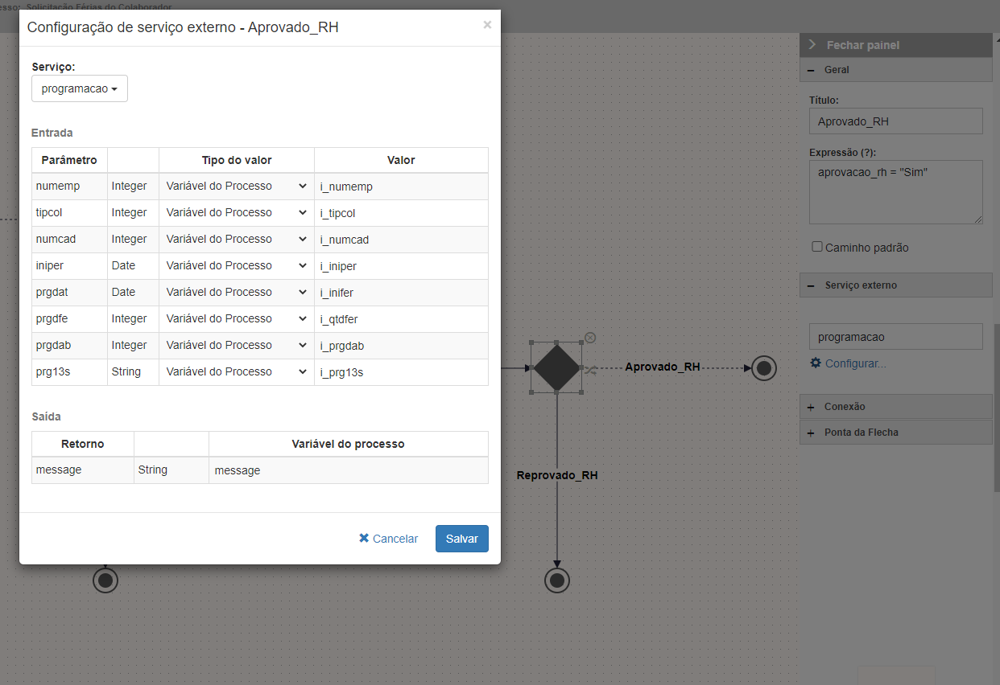 esso: Solicitação Férias do Colaborador
Configuração de serviço externo - Aprovado_RH
×
Serviço:
programacao
Entrada
Parâmetro Tipo do valor Valor
numemp Integer Variável do Processo i_numemp
tipcol Integer Variável do Processo i_tipcol
numcad Integer Variável do Processo i_numcad
iniper Date Variável do Processo i_iniper
prgdat Date Variável do Processo i_inifer
prgdfe Integer Variável do Processo i_qtdfer
prgdab Integer Variável do Processo i_prgdab
prg13s String Variável do Processo i_prg13s
Saída
Retorno Variável do processo
message String message
Cancelar Salvar
Aprovado_RH
Reprovado_RH
Fechar painel
Geral
Título:
Aprovado_RH
Expressão (?):
aprovacao_rh = "Sim"
Caminho padrão
Serviço externo
programacao
Configurar...
Conexão
Ponta da Flecha